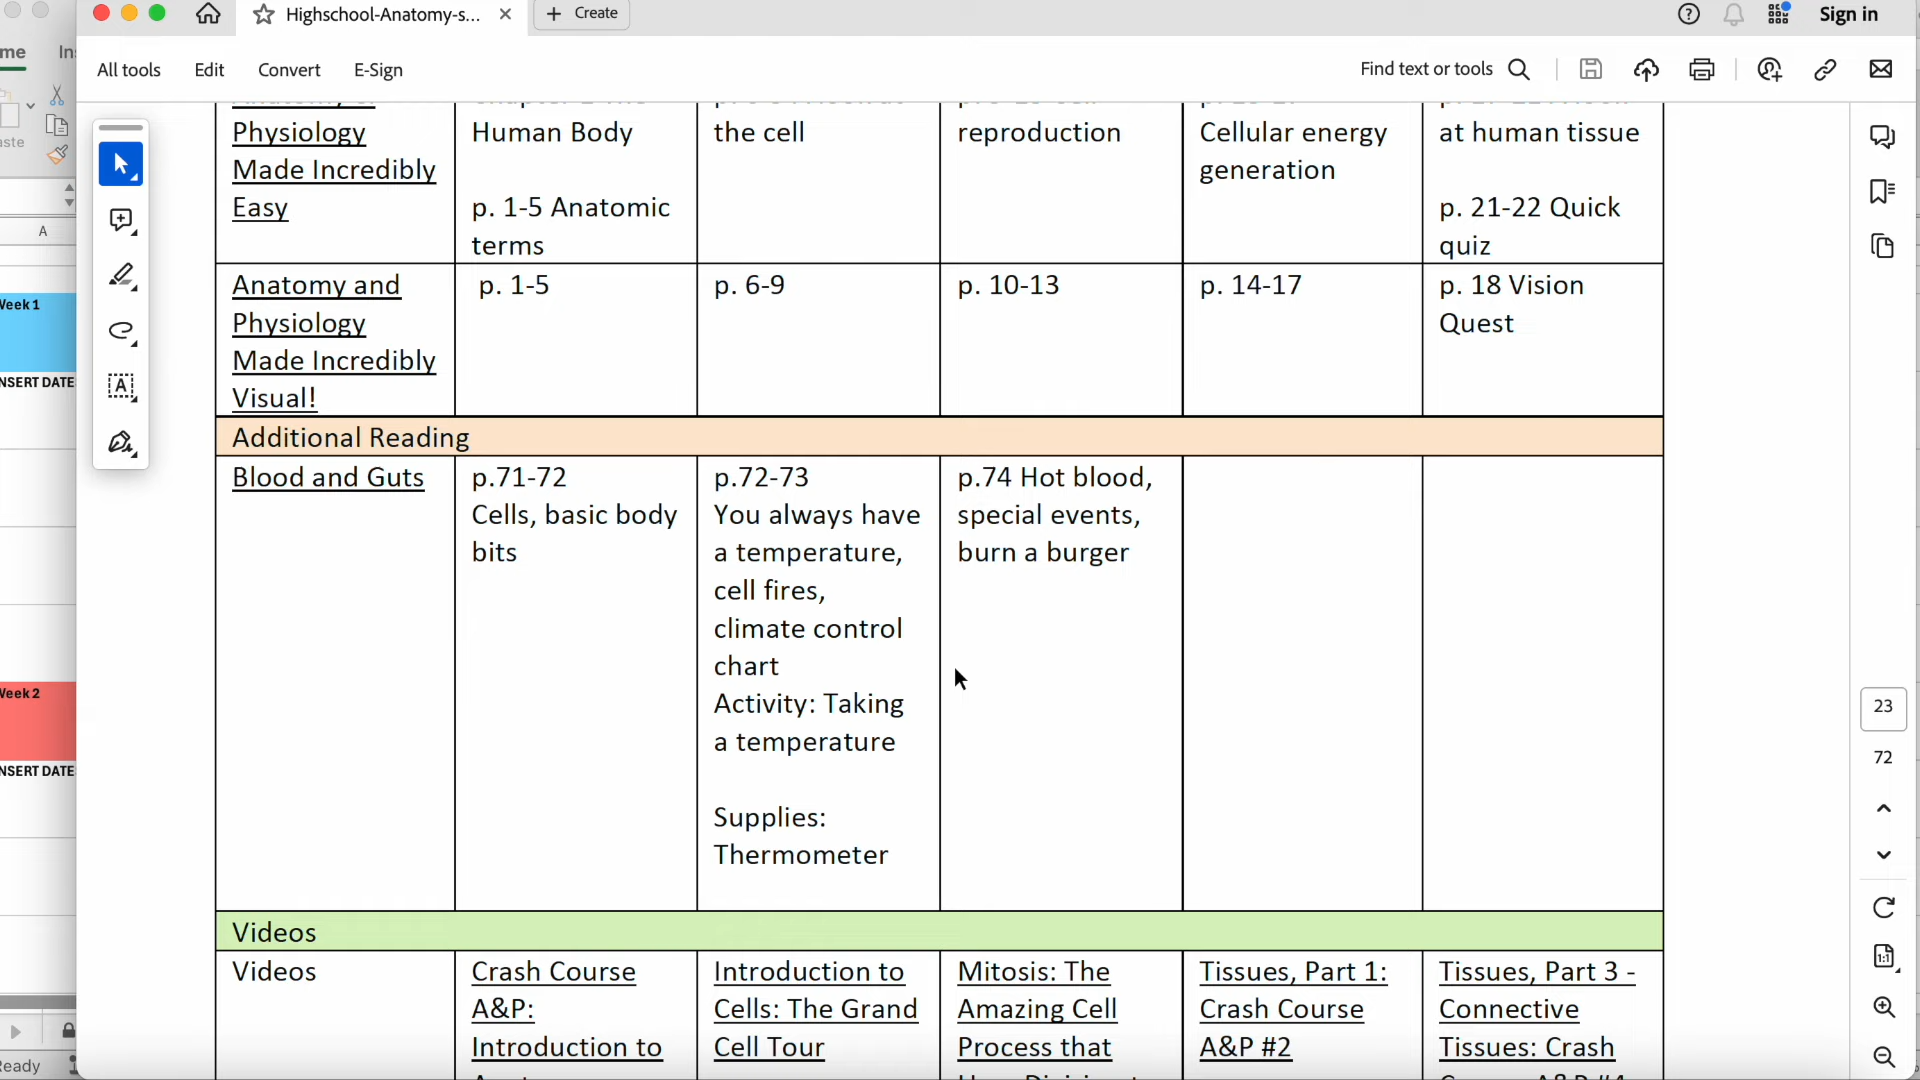 Highschool-Anatomy-s...
Create
Sign in
All tools
Edit
Convert
E-Sign
Find text or tools
Physiology
Made Incredibly
Easy
Human Body
p. 1-5 Anatomic
terms
the cell
reproduction
Cellular energy
generation
at human tissue
p. 21-22 Quick
quiz
Anatomy and
Physiology
Made Incredibly
Visual!
p. 1-5
p. 6-9
p. 10-13
p. 14-17
p. 18 Vision
Quest
Additional Reading
Blood and Guts
p.71-72
Cells, basic body
bits
p.72-73
You always have
a temperature,
cell fires,
climate control
chart
Activity: Taking
a temperature
Supplies:
Thermometer
p.74 Hot blood,
special events,
burn a burger
Videos
Videos
Crash Course
A&P:
Introduction to
Introduction to
Cells: The Grand
Cell Tour
Mitosis: The
Amazing Cell
Process that
Tissues, Part 1:
Crash Course
A&P #2
Tissues, Part 3 -
Connective
Tissues: Crash
23
72
A
Week 1
INSERT DATE
Week 2
INSERT DATE
Ready